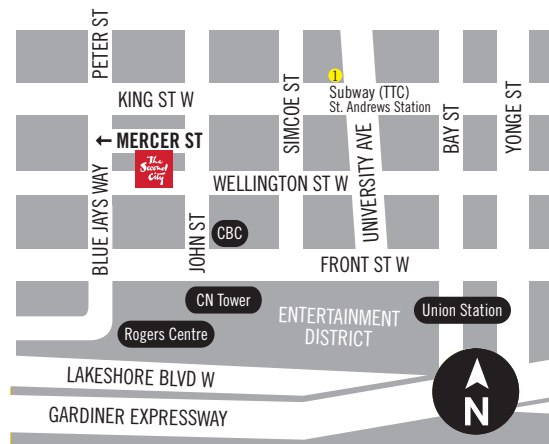 PETER ST
KING ST W
SIMCOE ST
1
Subway (TTC)
St. Andrews Station
UNIVERSITY AVE
BAY ST
YONGE ST
← MERCER ST
The
Second
City
WELLINGTON ST W
BLUE JAYS WAY
JOHN ST
CBC
FRONT ST W
CN Tower
ENTERTAINMENT
DISTRICT
Union Station
Rogers Centre
LAKESHORE BLVD W
GARDINER EXPRESSWAY
N